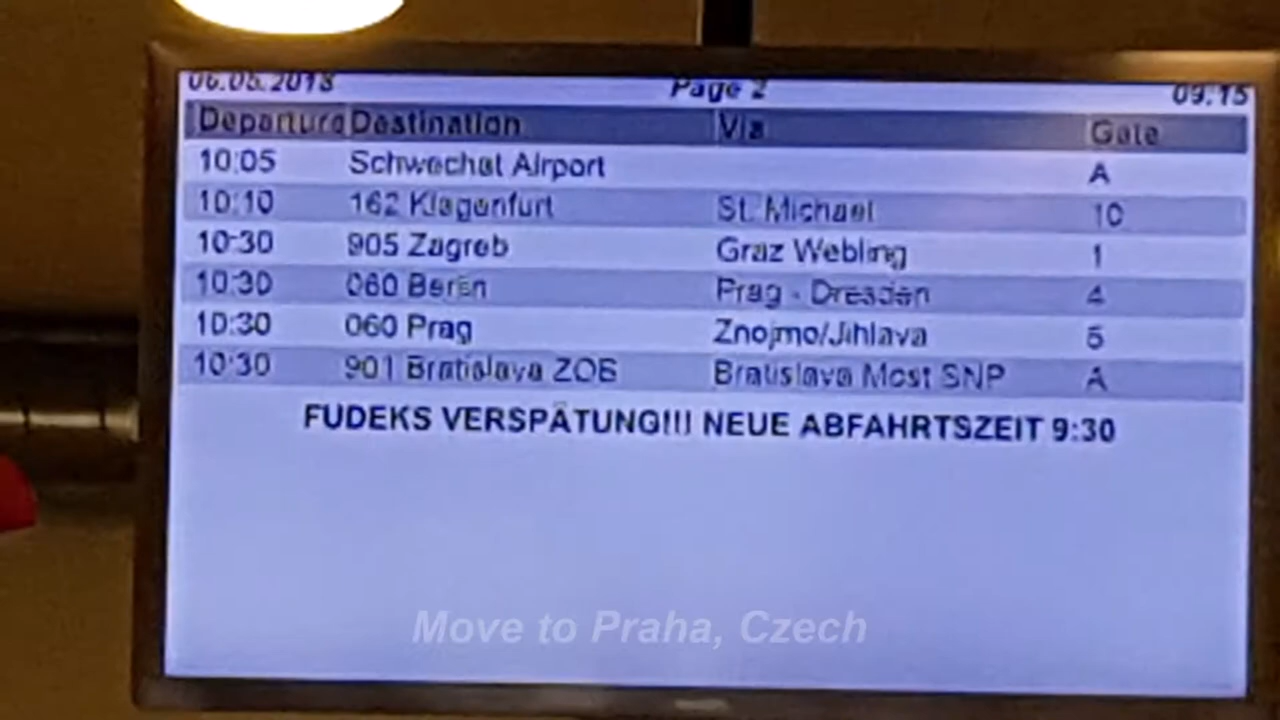 06.05.2018 Page 2 09:15
Departure Destination Via Gate
10:05 Schwechat Airport A
10:10 162 Klagenfurt St. Michael 10
10:30 905 Zagreb Graz Webling 1
10:30 060 Berlin Prag - Dresden 4
10:30 060 Prag Znojmo/Jihlava 5
10:30 901 Bratislava ZOB Bratislava Most SNP A
FUDEKS VERSPÄTUNG!!! NEUE ABFAHRTSZEIT 9:30
Move to Praha, Czech